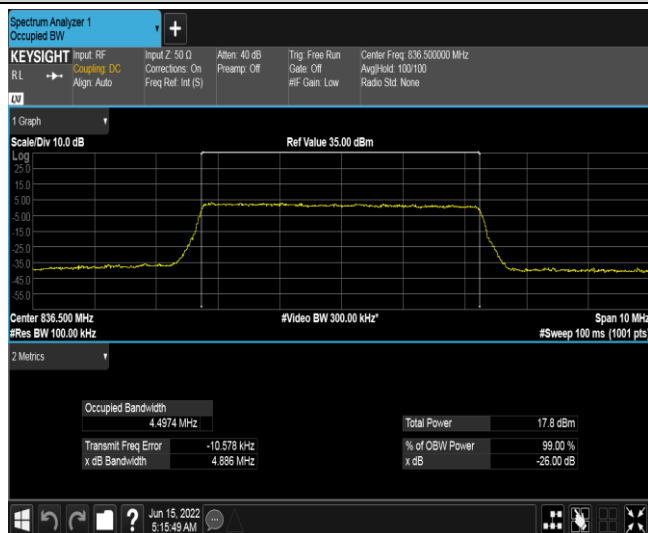 Spectrum Analyzer 1
Occupied BW
+
KEYSIGHT Input: RF Input Z: 50 Ω Atten: 40 dB Trig: Free Run Center Freq: 836.500000 MHz
RL Coupling: DC Corrections: On Preamp: Off Gate: Off Avg|Hold: 100/100
Align: Auto Freq Ref: Int (S) #IF Gain: Low Radio Std: None
LXI
1 Graph
Scale/Div 10.0 dB Ref Value 35.00 dBm
Log
25.0
15.0
5.00
-5.00
-15.0
-25.0
-35.0
-45.0
-55.0
Center 836.500 MHz #Video BW 300.00 kHz* Span 10 MHz
#Res BW 100.00 kHz #Sweep 100 ms (1001 pts)
2 Metrics
Occupied Bandwidth
4.4974 MHz Total Power 17.8 dBm
Transmit Freq Error -10.578 kHz % of OBW Power 99.00 %
x dB Bandwidth 4.886 MHz x dB -26.00 dB
? Jun 15, 2022
5:15:49 AM